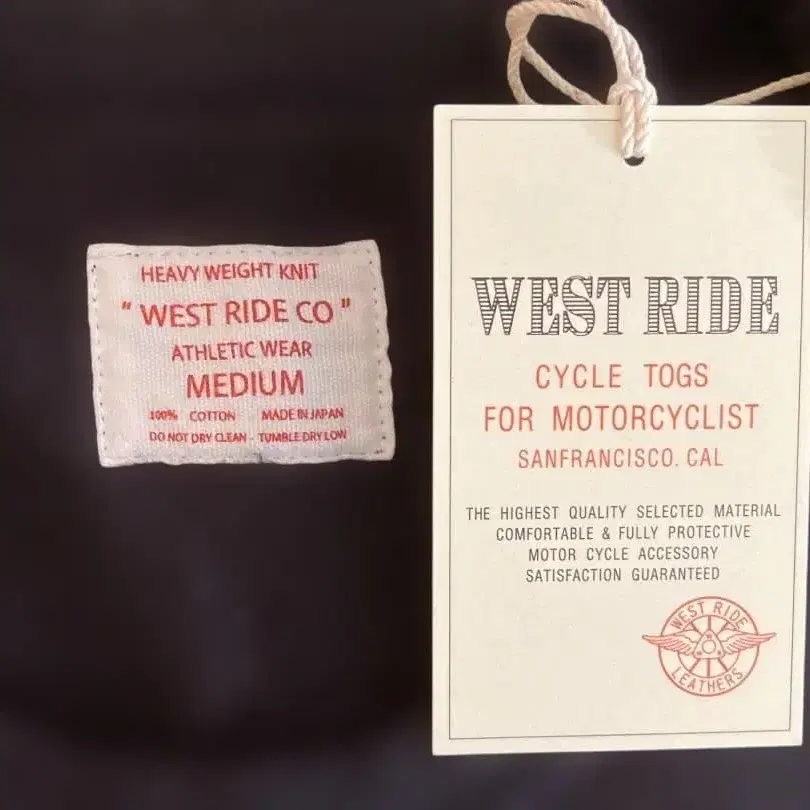 HEAVY WEIGHT KNIT
" WEST RIDE CO "
ATHLETIC WEAR
MEDIUM
100% COTTON MADE IN JAPAN
DO NOT DRY CLEAN - TUMBLE DRY LOW
WEST RIDE
CYCLE TOGS
FOR MOTORCYCLIST
SANFRANCISCO. CAL
THE HIGHEST QUALITY SELECTED MATERIAL
COMFORTABLE & FULLY PROTECTIVE
MOTOR CYCLE ACCESSORY
SATISFACTION GUARANTEED
WEST RIDE
LEATHERS